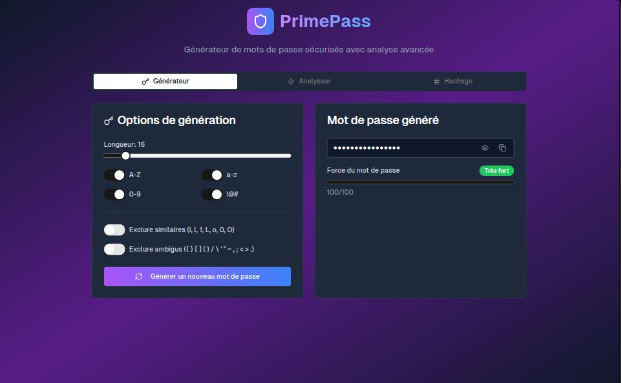 PrimePass
Générateur de mots de passe sécurisés avec analyse avancée
Générateur
Analyseur
Hachage
Options de génération
Longueur: 16
A-Z
a-z
0-9
!@#
Exclure similaires (i, l, 1, L, o, 0, O)
Exclure ambigus ({ } [ ] ( ) / \ ' " ~ , ; < > .)
Générer un nouveau mot de passe
Mot de passe généré
••••••••••••••••
Force du mot de passe
Très fort
100/100